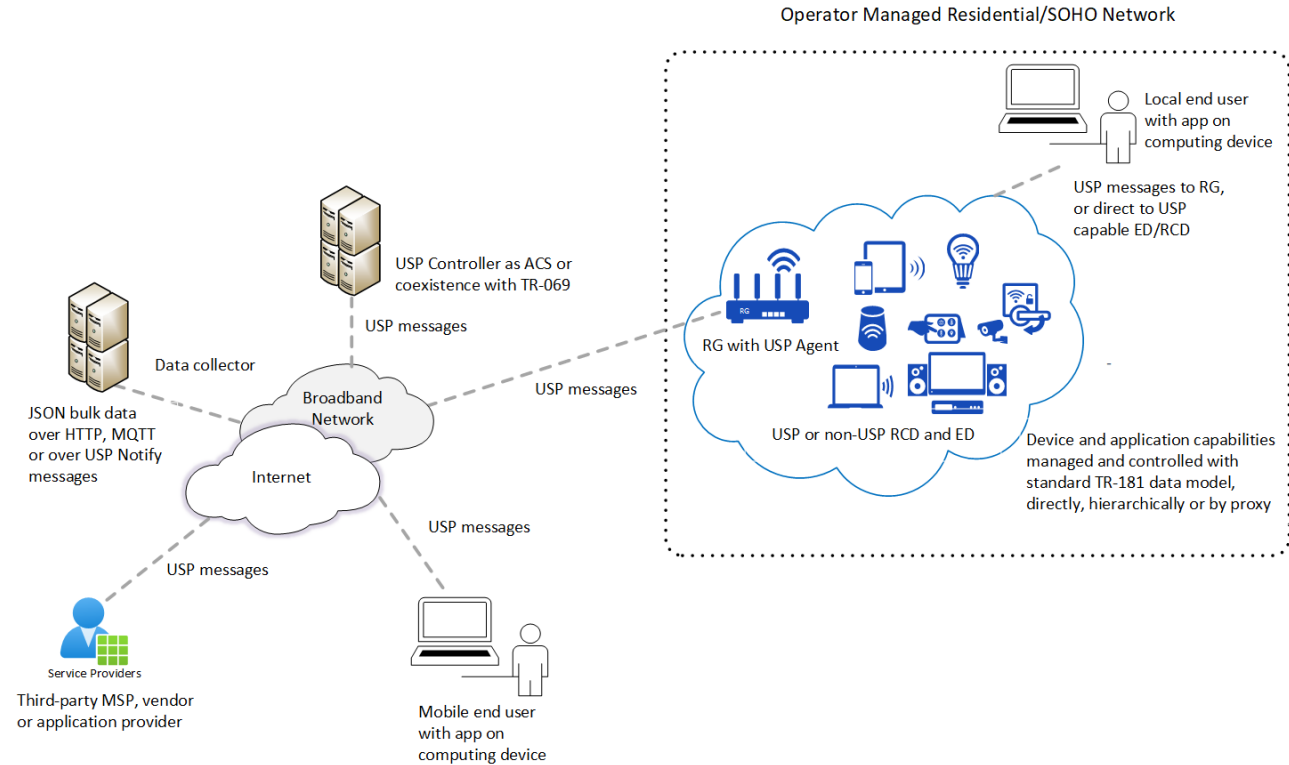 Operator Managed Residential/SOHO Network
Local end user
with app on
computing device
USP messages to RG,
or direct to USP
capable ED/RCD
USP Controller as ACS or
coexistence with TR-069
USP messages
RG
RG with USP Agent
Data collector
USP messages
Broadband
Network
JSON bulk data
over HTTP, MQTT
or over USP Notify
messages
USP or non-USP RCD and ED
Device and application capabilities
managed and controlled with
standard TR-181 data model,
directly, hierarchically or by proxy
Internet
USP messages
USP messages
Service Providers
Third-party MSP, vendor
or application provider
Mobile end user
with app on
computing device